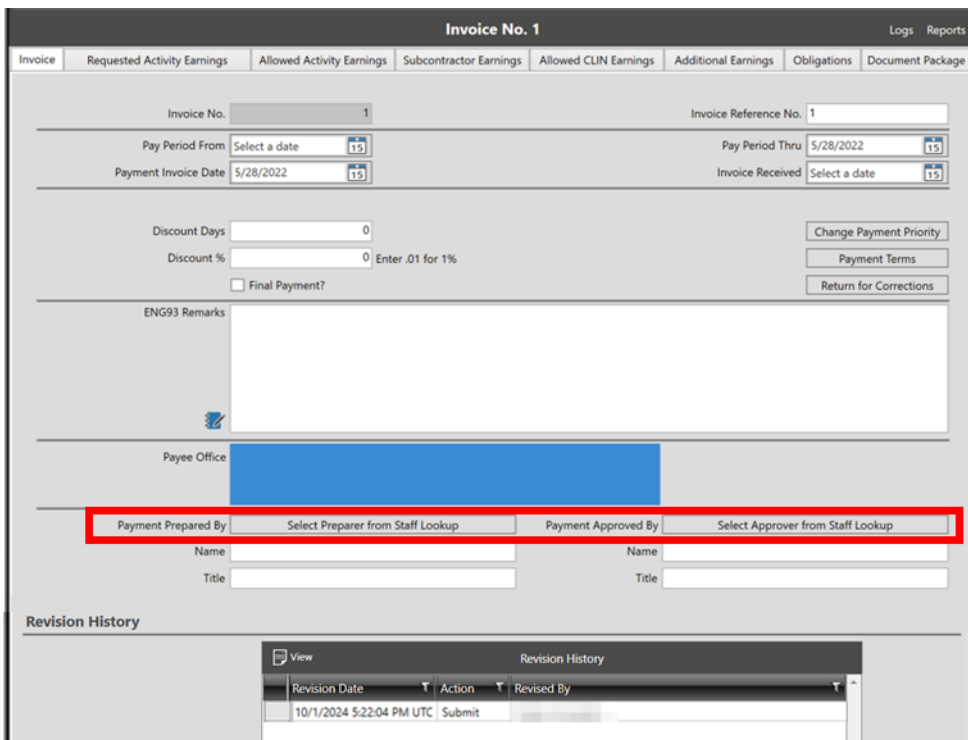 Invoice No. 1
Logs Reports
Invoice Requested Activity Earnings Allowed Activity Earnings Subcontractor Earnings Allowed CLIN Earnings Additional Earnings Obligations Document Package
Invoice No. 1 Invoice Reference No. 1
Pay Period From Select a date 15 Pay Period Thru 5/28/2022 15
Payment Invoice Date 5/28/2022 15 Invoice Received Select a date 15
Discount Days 0 Change Payment Priority
Discount % 0 Enter .01 for 1% Payment Terms
Final Payment? Return for Corrections
ENG93 Remarks
Payee Office
Payment Prepared By Select Preparer from Staff Lookup Payment Approved By Select Approver from Staff Lookup
Name Name
Title Title
Revision History
View Revision History
Revision Date Action Revised By
10/1/2024 5:22:04 PM UTC Submit